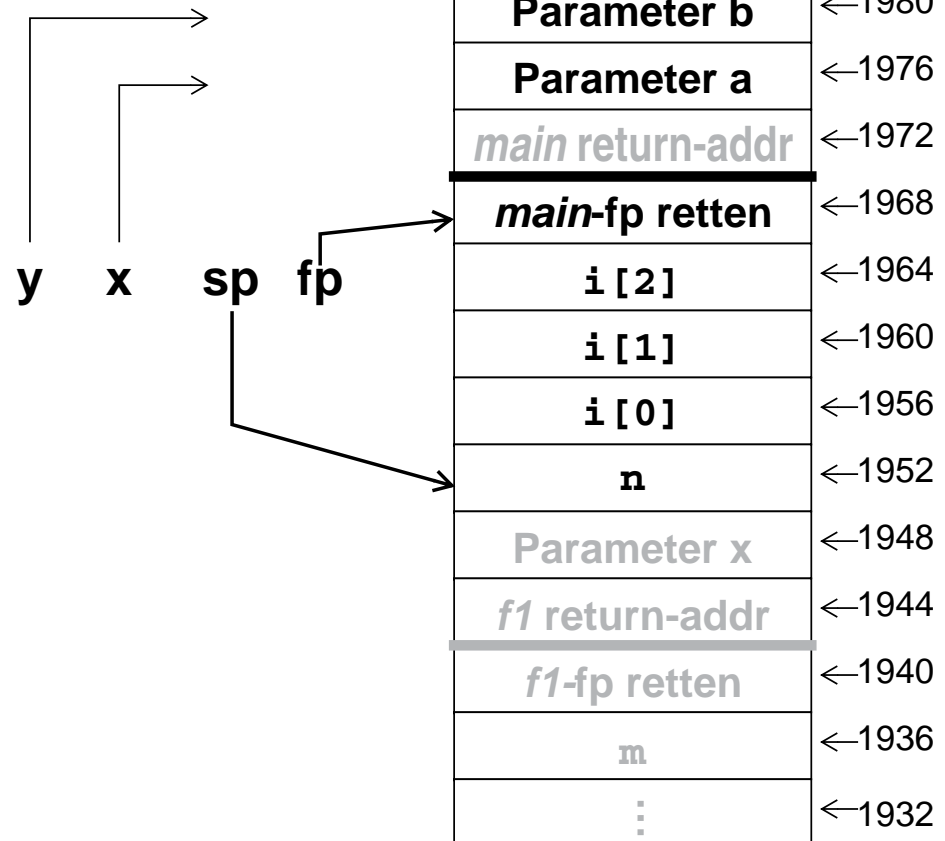 Parameter b ←1980
Parameter a ←1976
main return-addr ←1972
main-fp retten ←1968
y x sp fp
i[2] ←1964
i[1] ←1960
i[0] ←1956
n ←1952
Parameter x ←1948
f1 return-addr ←1944
f1-fp retten ←1940
m ←1936
⋮ ←1932